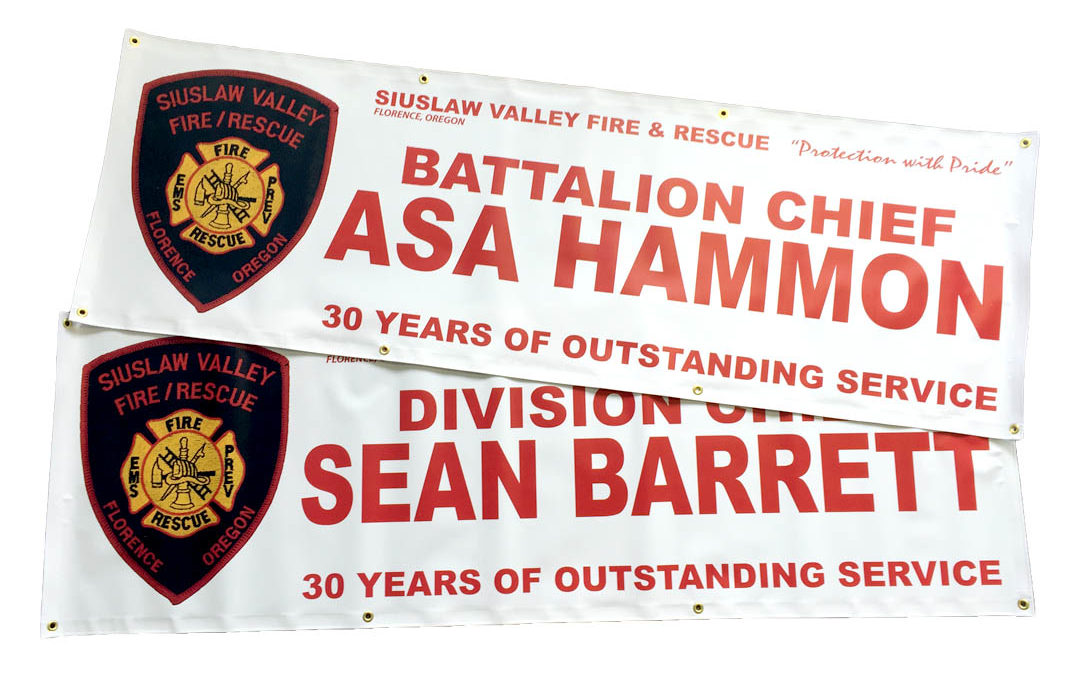 SIUSLAW VALLEY
FIRE/RESCUE
FIRE
EMS
PREV
RESCUE
FLORENCE
OREGON
SIUSLAW VALLEY FIRE & RESCUE
FLORENCE, OREGON
"Protection with Pride"
BATTALION CHIEF
ASA HAMMON
30 YEARS OF OUTSTANDING SERVICE
SIUSLAW VALLEY
FIRE/RESCUE
FIRE
EMS
PREV
RESCUE
FLORENCE
OREGON
FLORENCE,
DIVISION CHIEF
SEAN BARRETT
30 YEARS OF OUTSTANDING SERVICE